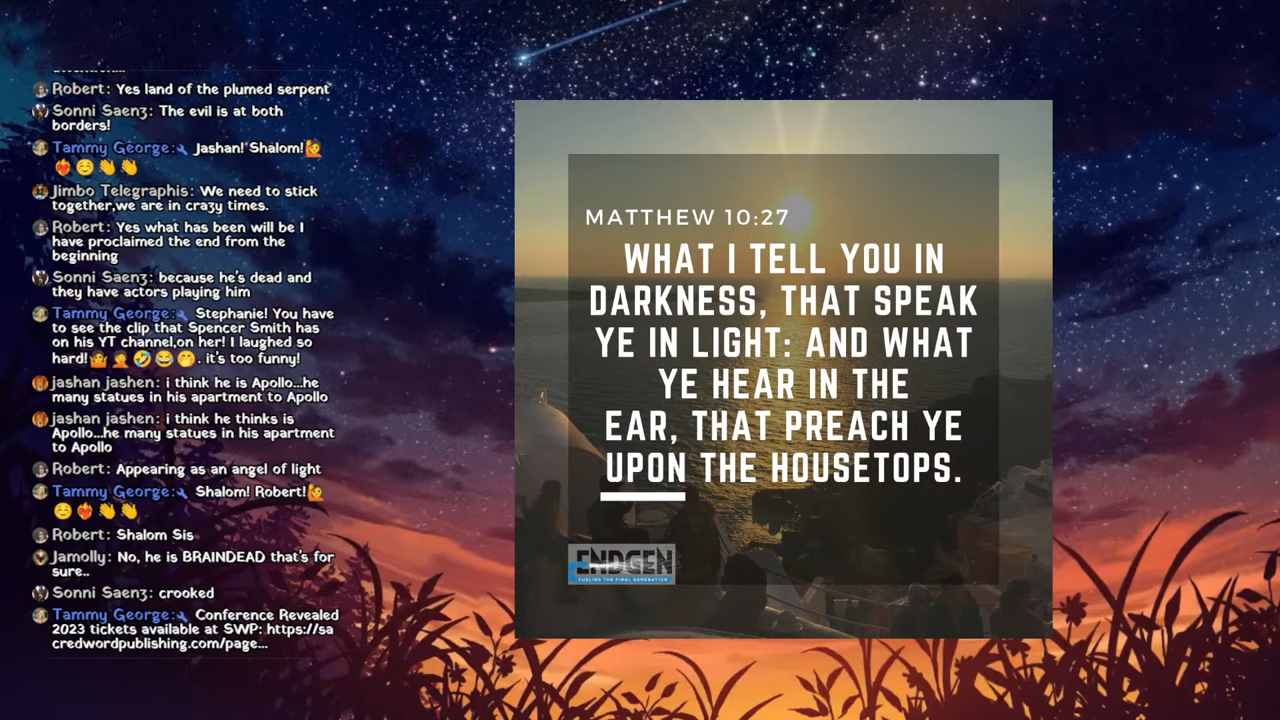 Robert: Yes land of the plumed serpent
Sonni Saenz: The evil is at both
borders!
Tammy George: Jashan! Shalom!🙋
❤️‍🔥☺️👏👏
Jimbo Telegraphis: We need to stick
together,we are in crazy times.
Robert: Yes what has been will be I
have proclaimed the end from the
beginning
Sonni Saenz: because he's dead and
they have actors playing him
Tammy George: Stephanie! You have
to see the clip that Spencer Smith has
on his YT channel,on her! I laughed so
hard!🤷🤦🤣😂🤭. it's too funny!
jashan jashen: i think he is Apollo...he
many statues in his apartment to Apollo
jashan jashen: i think he thinks is
Apollo...he many statues in his apartment
to Apollo
Robert: Appearing as an angel of light
Tammy George: Shalom! Robert!🙋
☺️❤️‍🔥👏👏
Robert: Shalom Sis
Jamolly: No, he is BRAINDEAD that's for
sure..
Sonni Saenz: crooked
Tammy George: Conference Revealed
2023 tickets available at SWP: https://sa
credwordpublishing.com/page...
MATTHEW 10:27
WHAT I TELL YOU IN
DARKNESS, THAT SPEAK
YE IN LIGHT: AND WHAT
YE HEAR IN THE
EAR, THAT PREACH YE
UPON THE HOUSETOPS.
ENDGEN
FUELING THE FINAL GENERATION